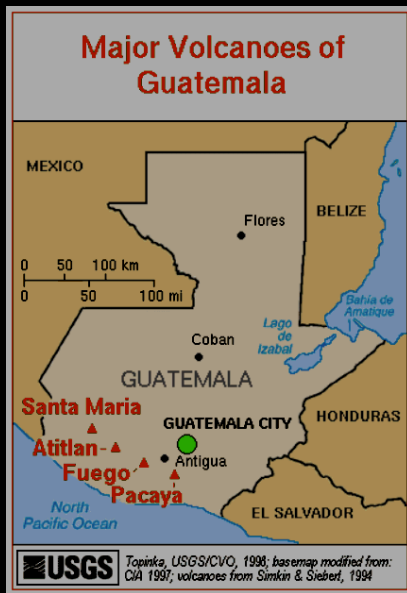 Major Volcanoes of
Guatemala
MEXICO
Flores
BELIZE
0 50 100 km
0 50 100 mi
Bahia de
Amatique
Lago
de
Izabal
Coban
GUATEMALA
Santa Maria
GUATEMALA CITY
HONDURAS
Atitlan
Fuego
Antigua
Pacaya
North
Pacific Ocean
EL SALVADOR
USGS
Topinka, USGS/CVO, 1998; basemap modified from:
CIA 1997; volcanoes from Simkin & Siebert, 1994